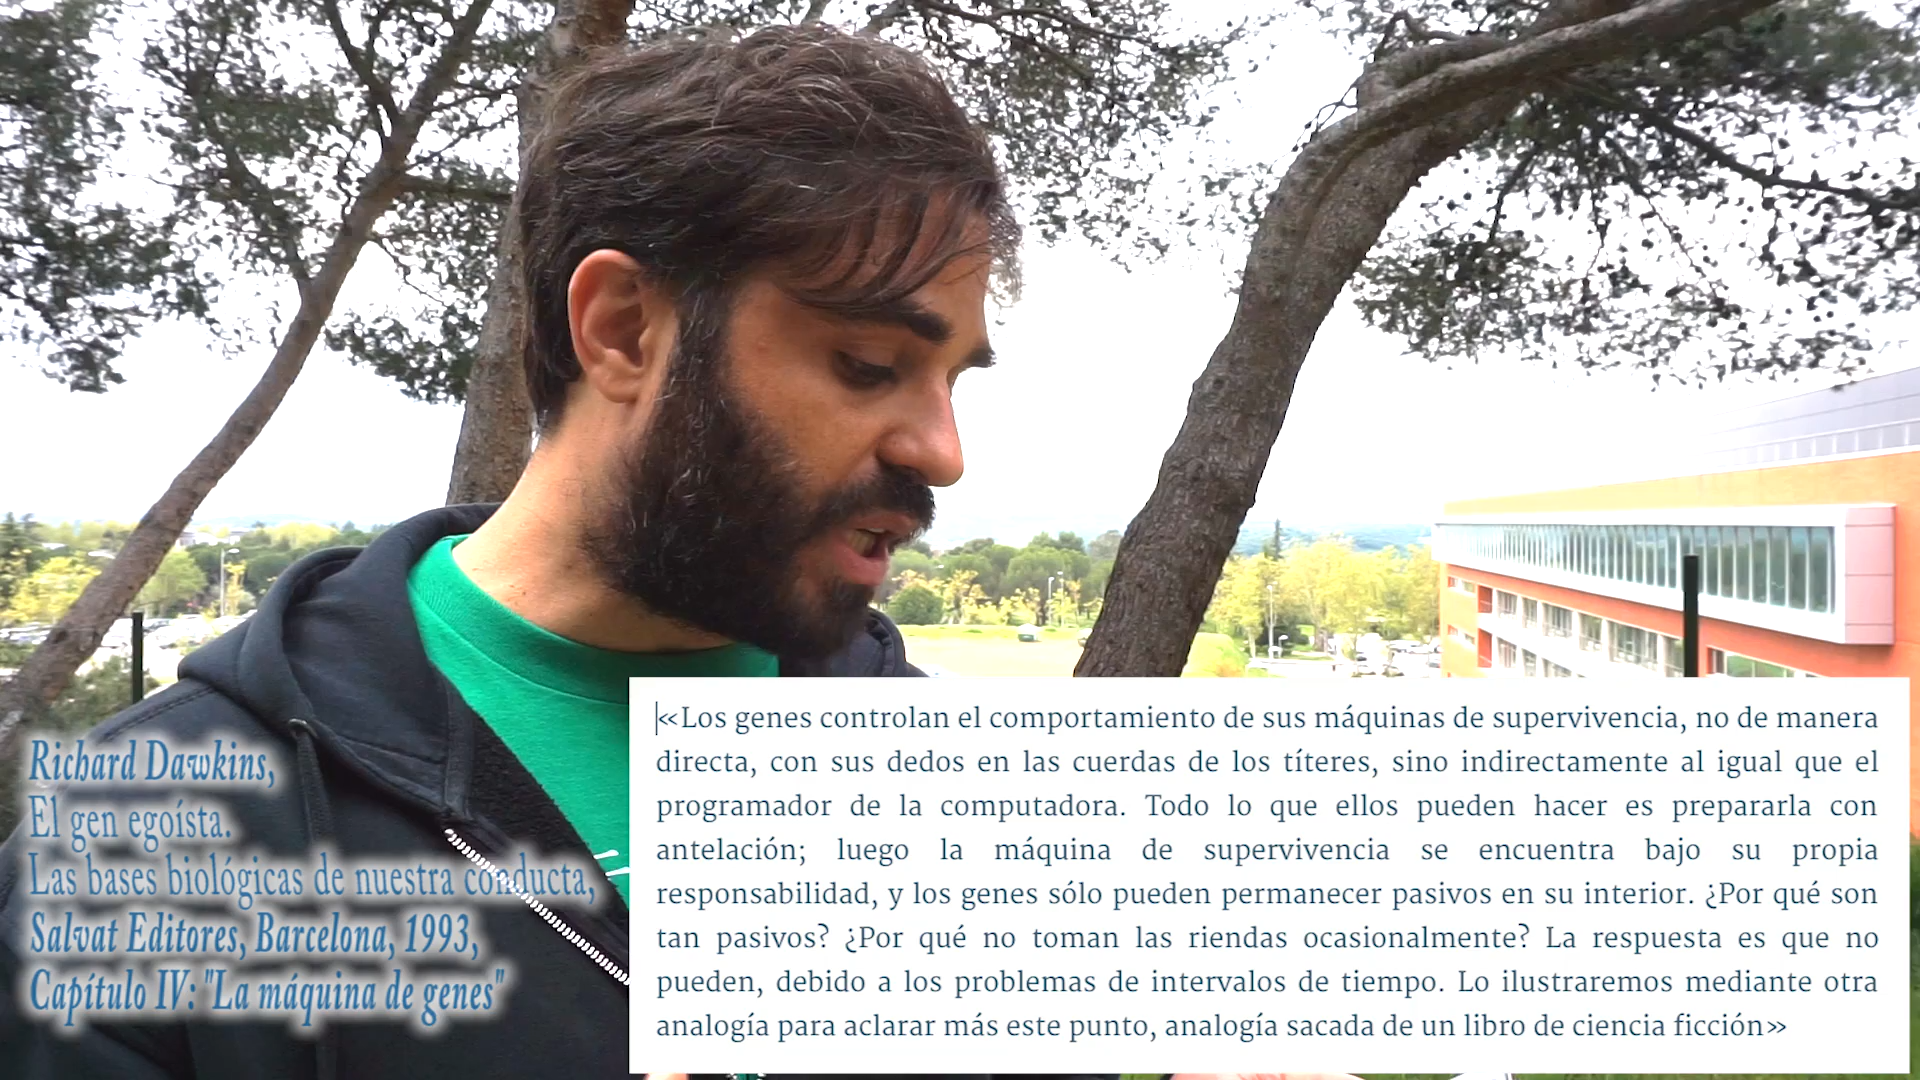 Richard Dawkins,
El gen egoísta.
Las bases biológicas de nuestra conducta,
Salvat Editores, Barcelona, 1993,
Capítulo IV: "La máquina de genes"
«Los genes controlan el comportamiento de sus máquinas de supervivencia, no de manera
directa, con sus dedos en las cuerdas de los títeres, sino indirectamente al igual que el
programador de la computadora. Todo lo que ellos pueden hacer es prepararla con
antelación; luego la máquina de supervivencia se encuentra bajo su propia
responsabilidad, y los genes sólo pueden permanecer pasivos en su interior. ¿Por qué son
tan pasivos? ¿Por qué no toman las riendas ocasionalmente? La respuesta es que no
pueden, debido a los problemas de intervalos de tiempo. Lo ilustraremos mediante otra
analogía para aclarar más este punto, analogía sacada de un libro de ciencia ficción»